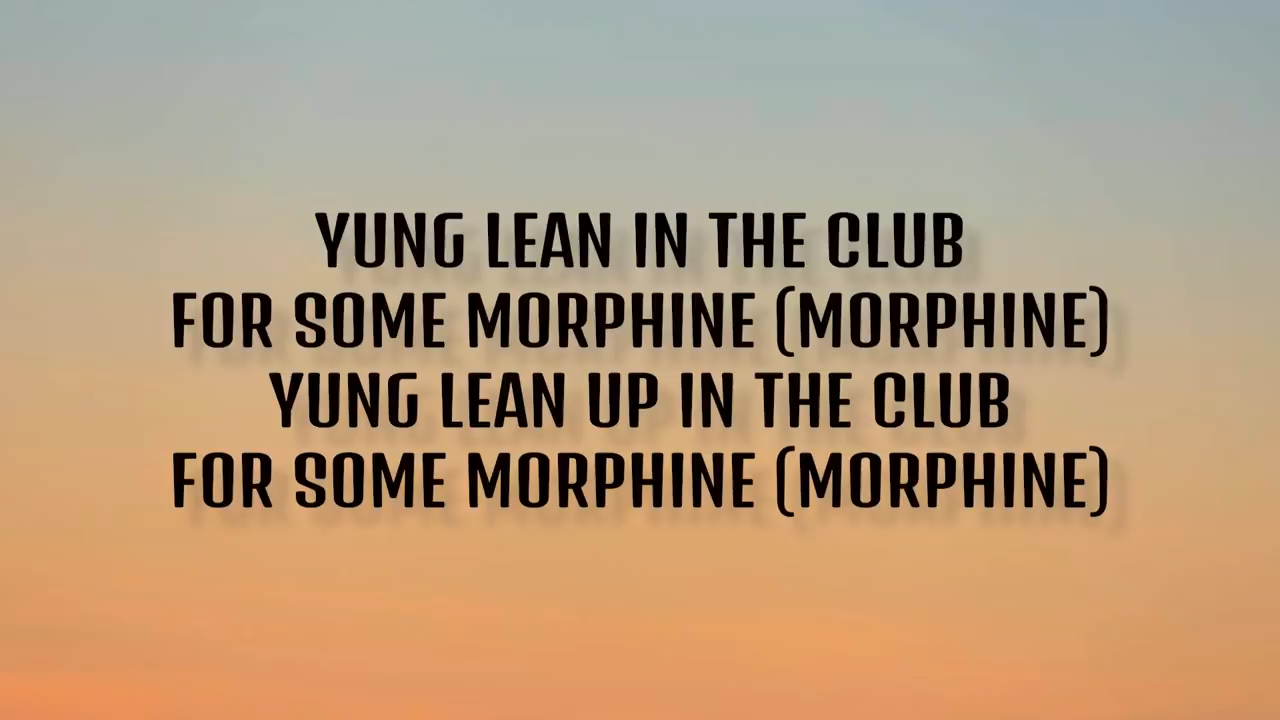 YUNG LEAN IN THE CLUB
FOR SOME MORPHINE (MORPHINE)
YUNG LEAN UP IN THE CLUB
FOR SOME MORPHINE (MORPHINE)